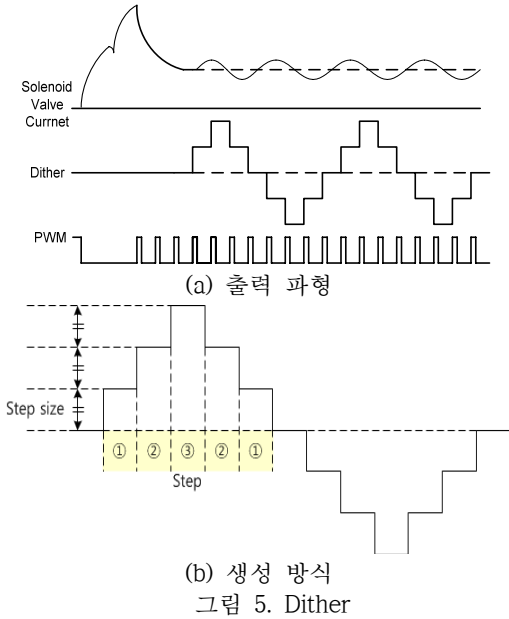 Solenoid
Valve
Currnet
Dither
PWM
(a) 출력 파형
Step size
① ② ③ ② ①
Step
(b) 생성 방식
그림 5. Dither